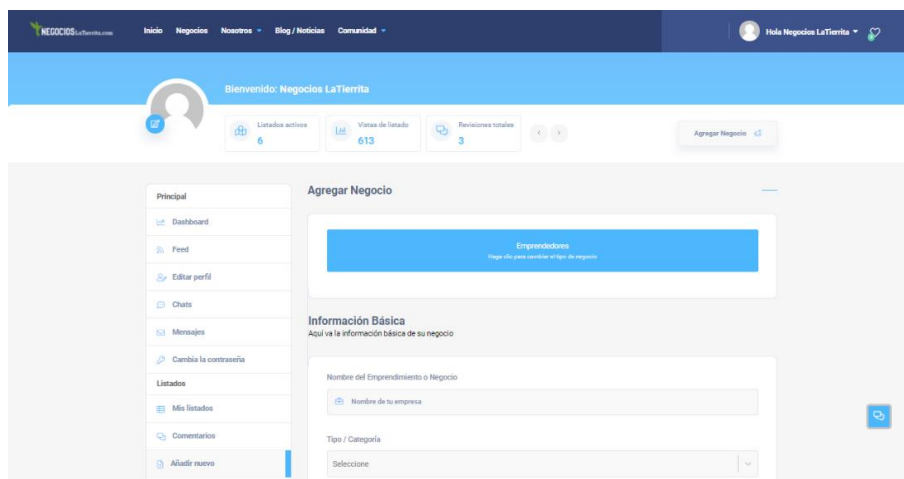 NEGOCIOS LaTierrita.com
Inicio Negocios Nosotros Blog / Noticias Comunidad
Hola Negocios LaTierrita
Bienvenido: Negocios LaTierrita
Listados activos
6
Vistas de listado
613
Revisiones totales
3
Agregar Negocio
Principal
Dashboard
Feed
Editar perfil
Chats
Mensajes
Cambia la contraseña
Listados
Mis listados
Comentarios
Añadir nuevo
Agregar Negocio
Emprendedores
Haga clic para cambiar el tipo de negocio
Información Básica
Aquí va la información básica de su negocio
Nombre del Emprendimiento o Negocio
Nombre de tu empresa
Tipo / Categoría
Seleccione